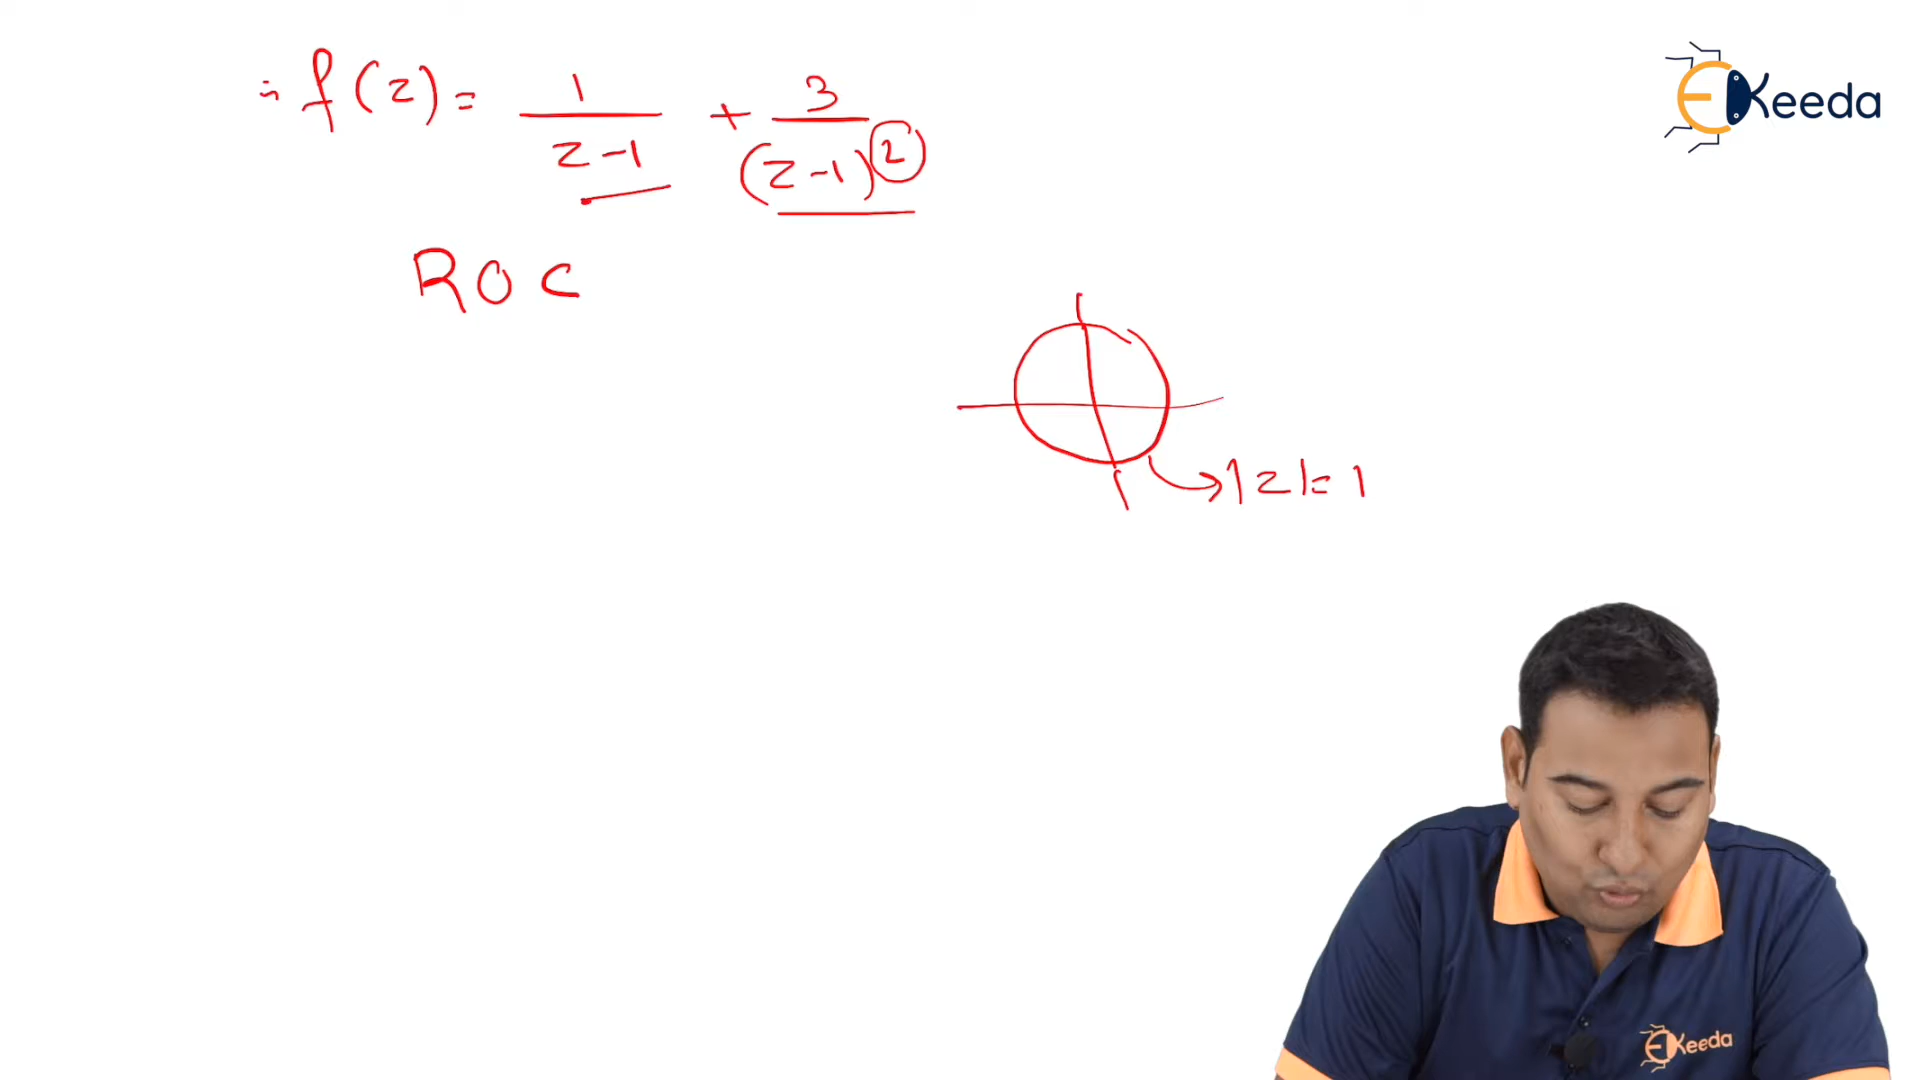 ∴ f(z) = 1/(z-1) + 3/(z-1)²
EKeeda
ROC
|z|=1
EKeeda